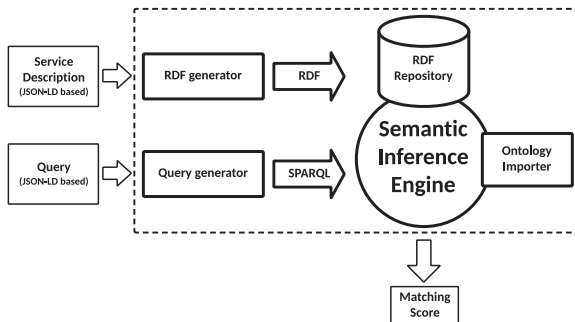 Service
Description
(JSON-LD based)
RDF generator
RDF
RDF
Repository
Query
(JSON-LD based)
Query generator
SPARQL
Semantic
Inference
Engine
Ontology
Importer
Matching
Score